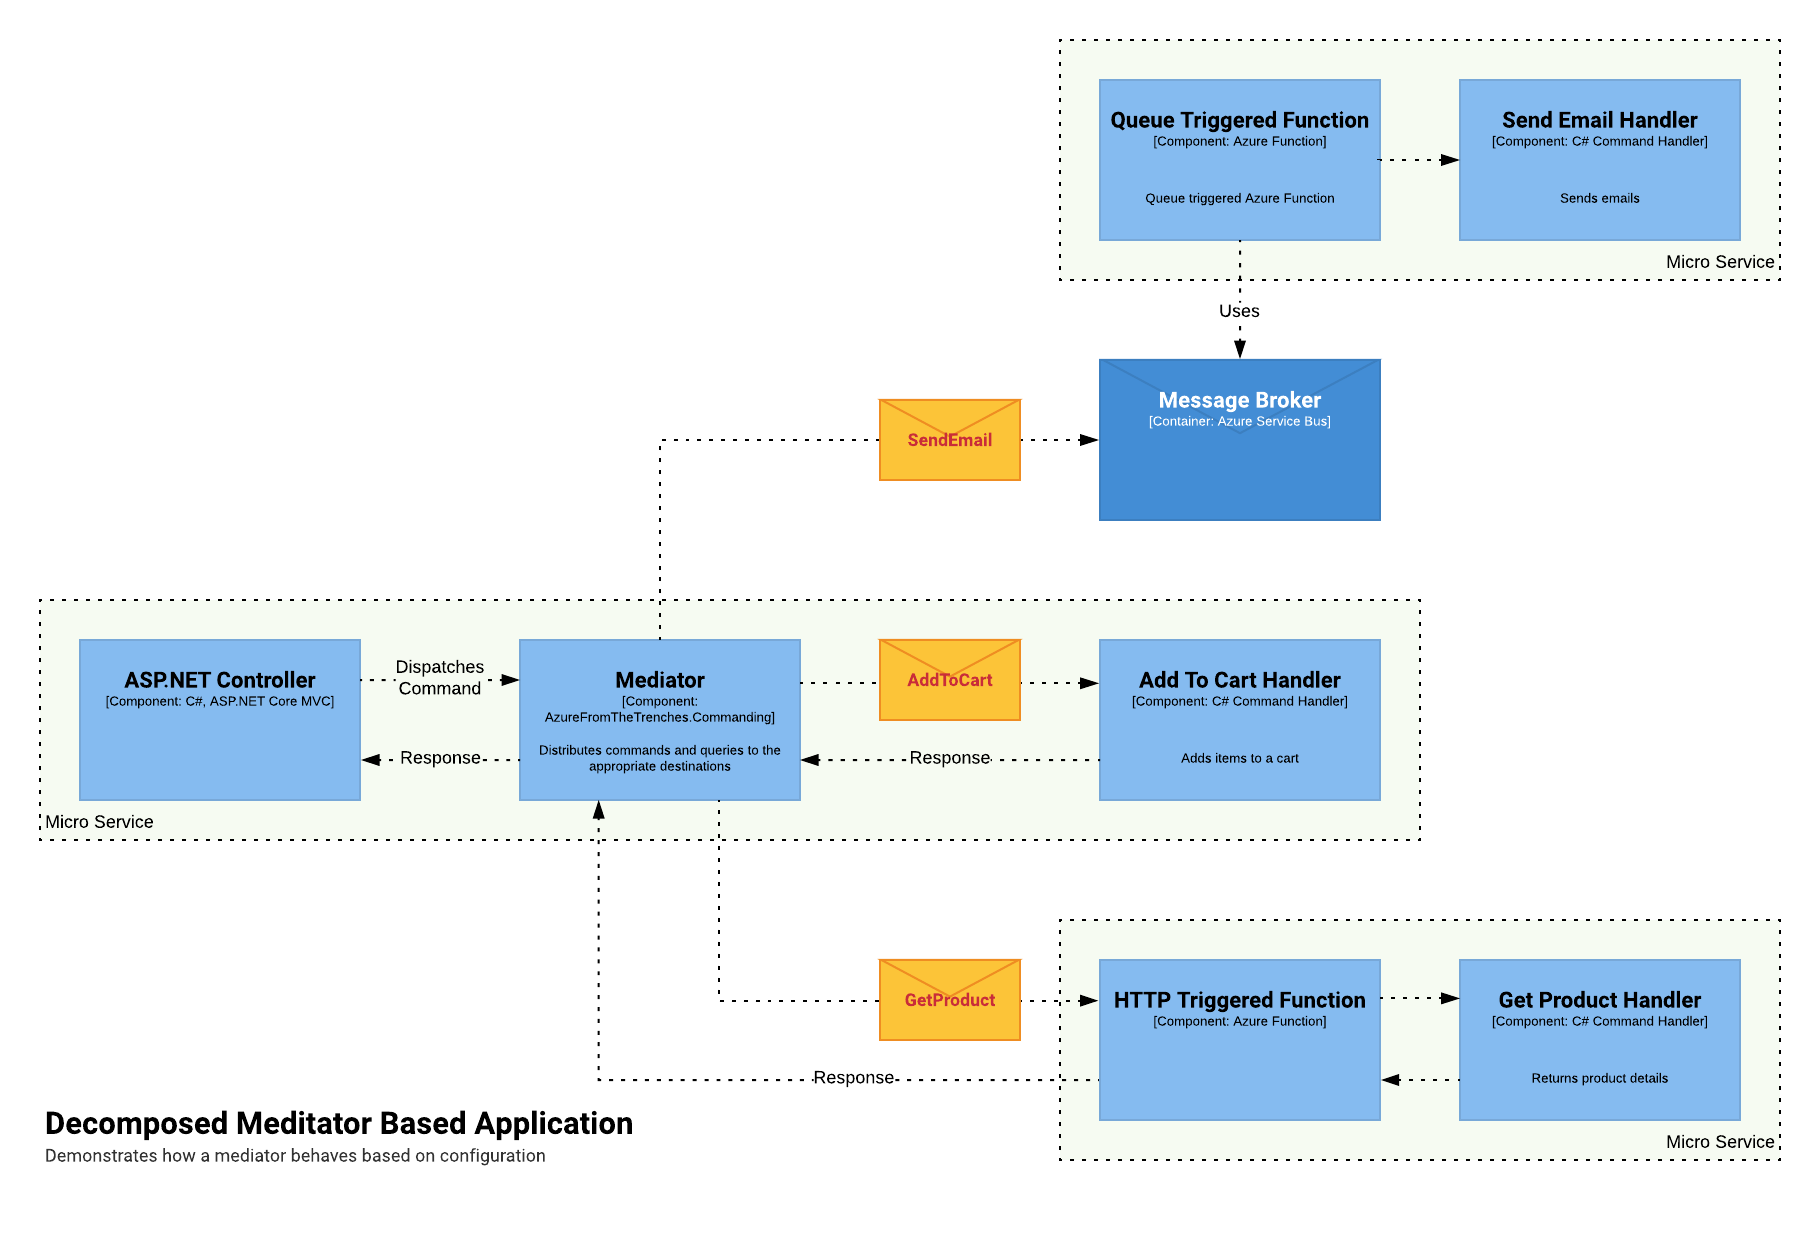 Queue Triggered Function
[Component: Azure Function]
Queue triggered Azure Function
Send Email Handler
[Component: C# Command Handler]
Sends emails
Micro Service
Uses
Message Broker
[Container: Azure Service Bus]
SendEmail
ASP.NET Controller
[Component: C#, ASP.NET Core MVC]
Dispatches
Command
Response
Mediator
[Component:
AzureFromTheTrenches.Commanding]
Distributes commands and queries to the
appropriate destinations
AddToCart
Response
Add To Cart Handler
[Component: C# Command Handler]
Adds items to a cart
Micro Service
GetProduct
Response
HTTP Triggered Function
[Component: Azure Function]
Get Product Handler
[Component: C# Command Handler]
Returns product details
Micro Service
Decomposed Meditator Based Application
Demonstrates how a mediator behaves based on configuration